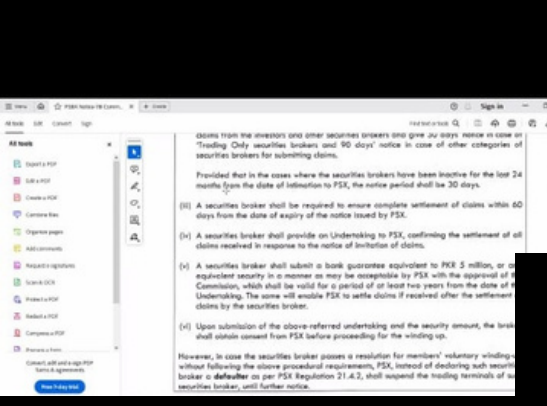 Menu
PSBX Notice-TB Comm...
Create
Sign in
All tools Edit Convert Sign
Find text or tools
All tools
Export a PDF
Edit a PDF
Create a PDF
Combine files
Organize pages
Add comments
Request e-signatures
Scan & OCR
Protect a PDF
Redact a PDF
Compress a PDF
Prepare a form
Convert, edit and e-sign PDF
forms & agreements
Free 7-day trial
claims from the investors and other securities brokers and give 30 days' notice in case of
'Trading Only securities brokers and 90 days' notice in case of other categories of
securities brokers for submitting claims.
Provided that in the cases where the securities brokers have been inactive for the last 24
months from the date of intimation to PSX, the notice period shall be 30 days.
(iii) A securities broker shall be required to ensure complete settlement of claims within 60
days from the date of expiry of the notice issued by PSX.
(iv) A securities broker shall provide an Undertaking to PSX, confirming the settlement of all
claims received in response to the notice of invitation of claims.
(v) A securities broker shall submit a bank guarantee equivalent to PKR 5 million, or
equivalent security in a manner as may be acceptable by PSX with the approval of
Commission, which shall be valid for a period of at least two years from the date of
Undertaking. The same will enable PSX to settle claims if received after the settlement
claims by the securities broker.
(vi) Upon submission of the above-referred undertaking and the security amount, the
shall obtain consent from PSX before proceeding for the winding up.
However, in case the securities broker passes a resolution for members' voluntary winding
without following the above procedural requirements, PSX, instead of declaring such
broker a defaulter as per PSX Regulation 21.4.2, shall suspend the trading terminals of
securities broker, until further notice.